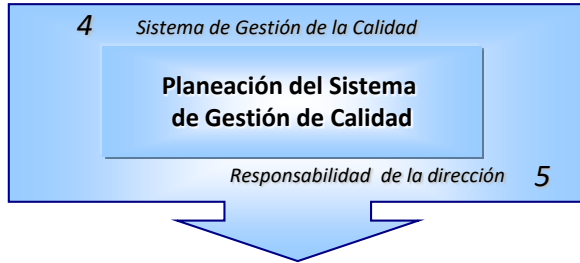 4 Sistema de Gestión de la Calidad
Planeación del Sistema
de Gestión de Calidad
Responsabilidad de la dirección 5